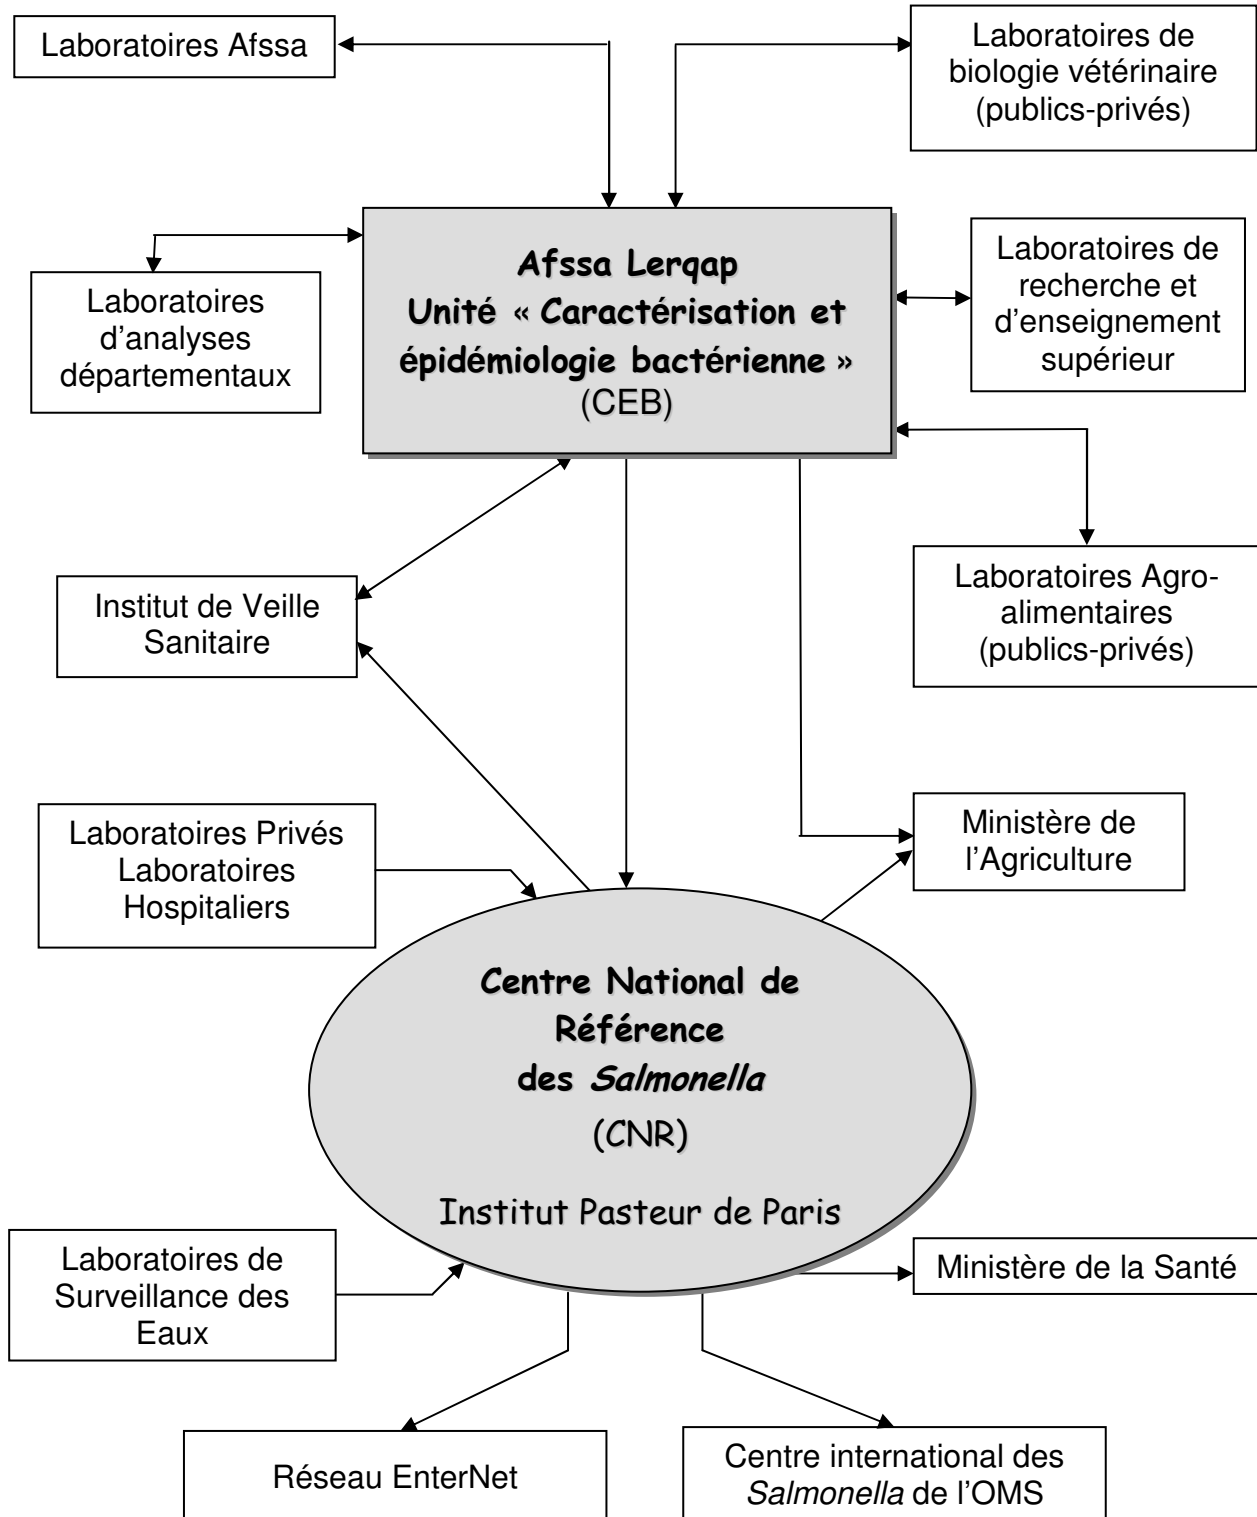 Laboratoires Afssa
Laboratoires de
biologie vétérinaire
(publics-privés)
Afssa Lerqap
Unité « Caractérisation et
épidémiologie bactérienne »
(CEB)
Laboratoires
d’analyses
départementaux
Laboratoires de
recherche et
d’enseignement
supérieur
Institut de Veille
Sanitaire
Laboratoires Agro-
alimentaires
(publics-privés)
Laboratoires Privés
Laboratoires
Hospitaliers
Ministère de
l’Agriculture
Centre National de
Référence
des Salmonella
(CNR)
Institut Pasteur de Paris
Laboratoires de
Surveillance des
Eaux
Ministère de la Santé
Réseau EnterNet
Centre international des
Salmonella de l’OMS